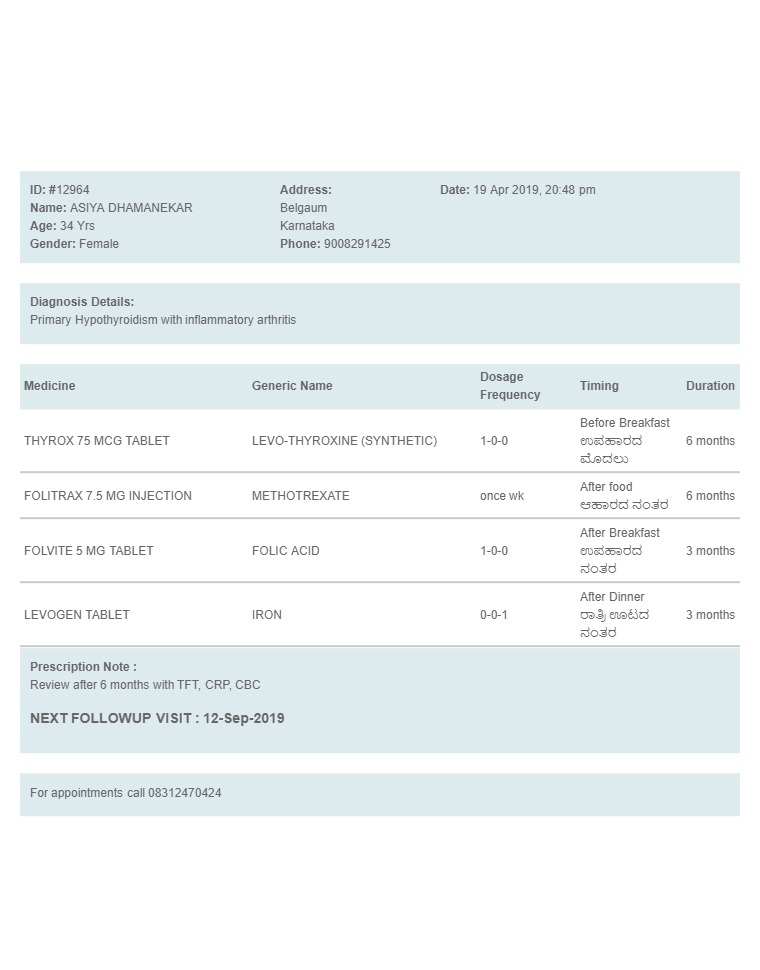 ID: #12964
Name: ASIYA DHAMANEKAR
Age: 34 Yrs
Gender: Female
Address:
Belgaum
Karnataka
Phone: 9008291425
Date: 19 Apr 2019, 20:48 pm
Diagnosis Details:
Primary Hypothyroidism with inflammatory arthritis
Medicine Generic Name Dosage Frequency Timing Duration
THYROX 75 MCG TABLET LEVO-THYROXINE (SYNTHETIC) 1-0-0 Before Breakfast 6 months
ಉಪಹಾರದ
ಮೊದಲು
FOLITRAX 7.5 MG INJECTION METHOTREXATE once wk After food 6 months
ಆಹಾರದ ನಂತರ
FOLVITE 5 MG TABLET FOLIC ACID 1-0-0 After Breakfast 3 months
ಉಪಹಾರದ
ನಂತರ
LEVOGEN TABLET IRON 0-0-1 After Dinner 3 months
ರಾತ್ರಿ ಊಟದ
ನಂತರ
Prescription Note :
Review after 6 months with TFT, CRP, CBC
NEXT FOLLOWUP VISIT : 12-Sep-2019
For appointments call 08312470424